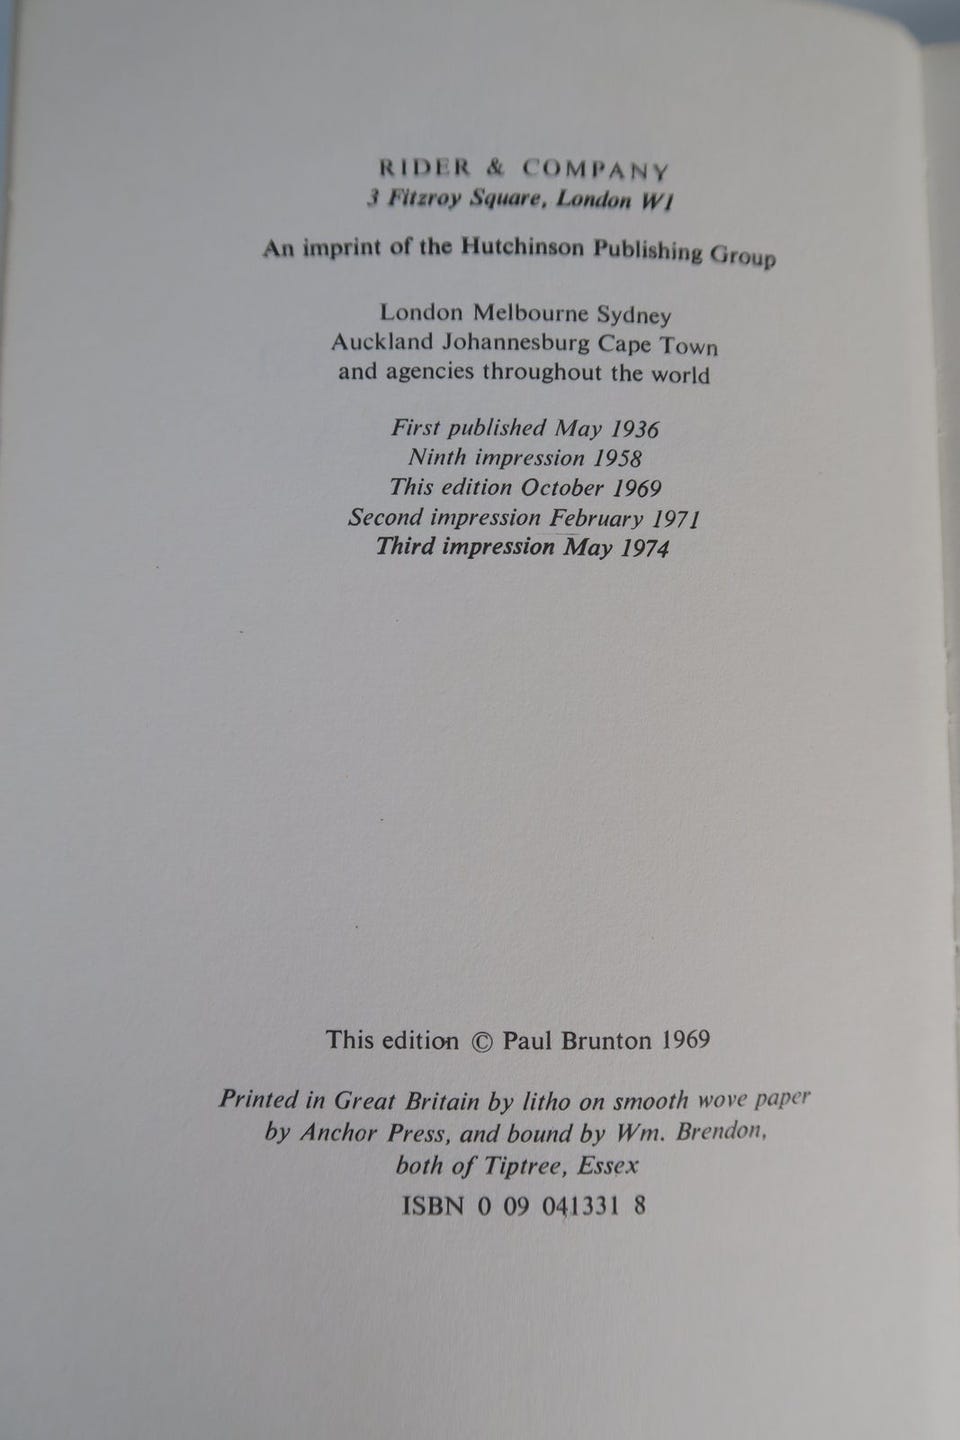 RIDER & COMPANY
3 Fitzroy Square, London W1
An imprint of the Hutchinson Publishing Group
London Melbourne Sydney
Auckland Johannesburg Cape Town
and agencies throughout the world
First published May 1936
Ninth impression 1958
This edition October 1969
Second impression February 1971
Third impression May 1974
This edition © Paul Brunton 1969
Printed in Great Britain by litho on smooth wove paper
by Anchor Press, and bound by Wm. Brendon,
both of Tiptree, Essex
ISBN 0 09 041331 8